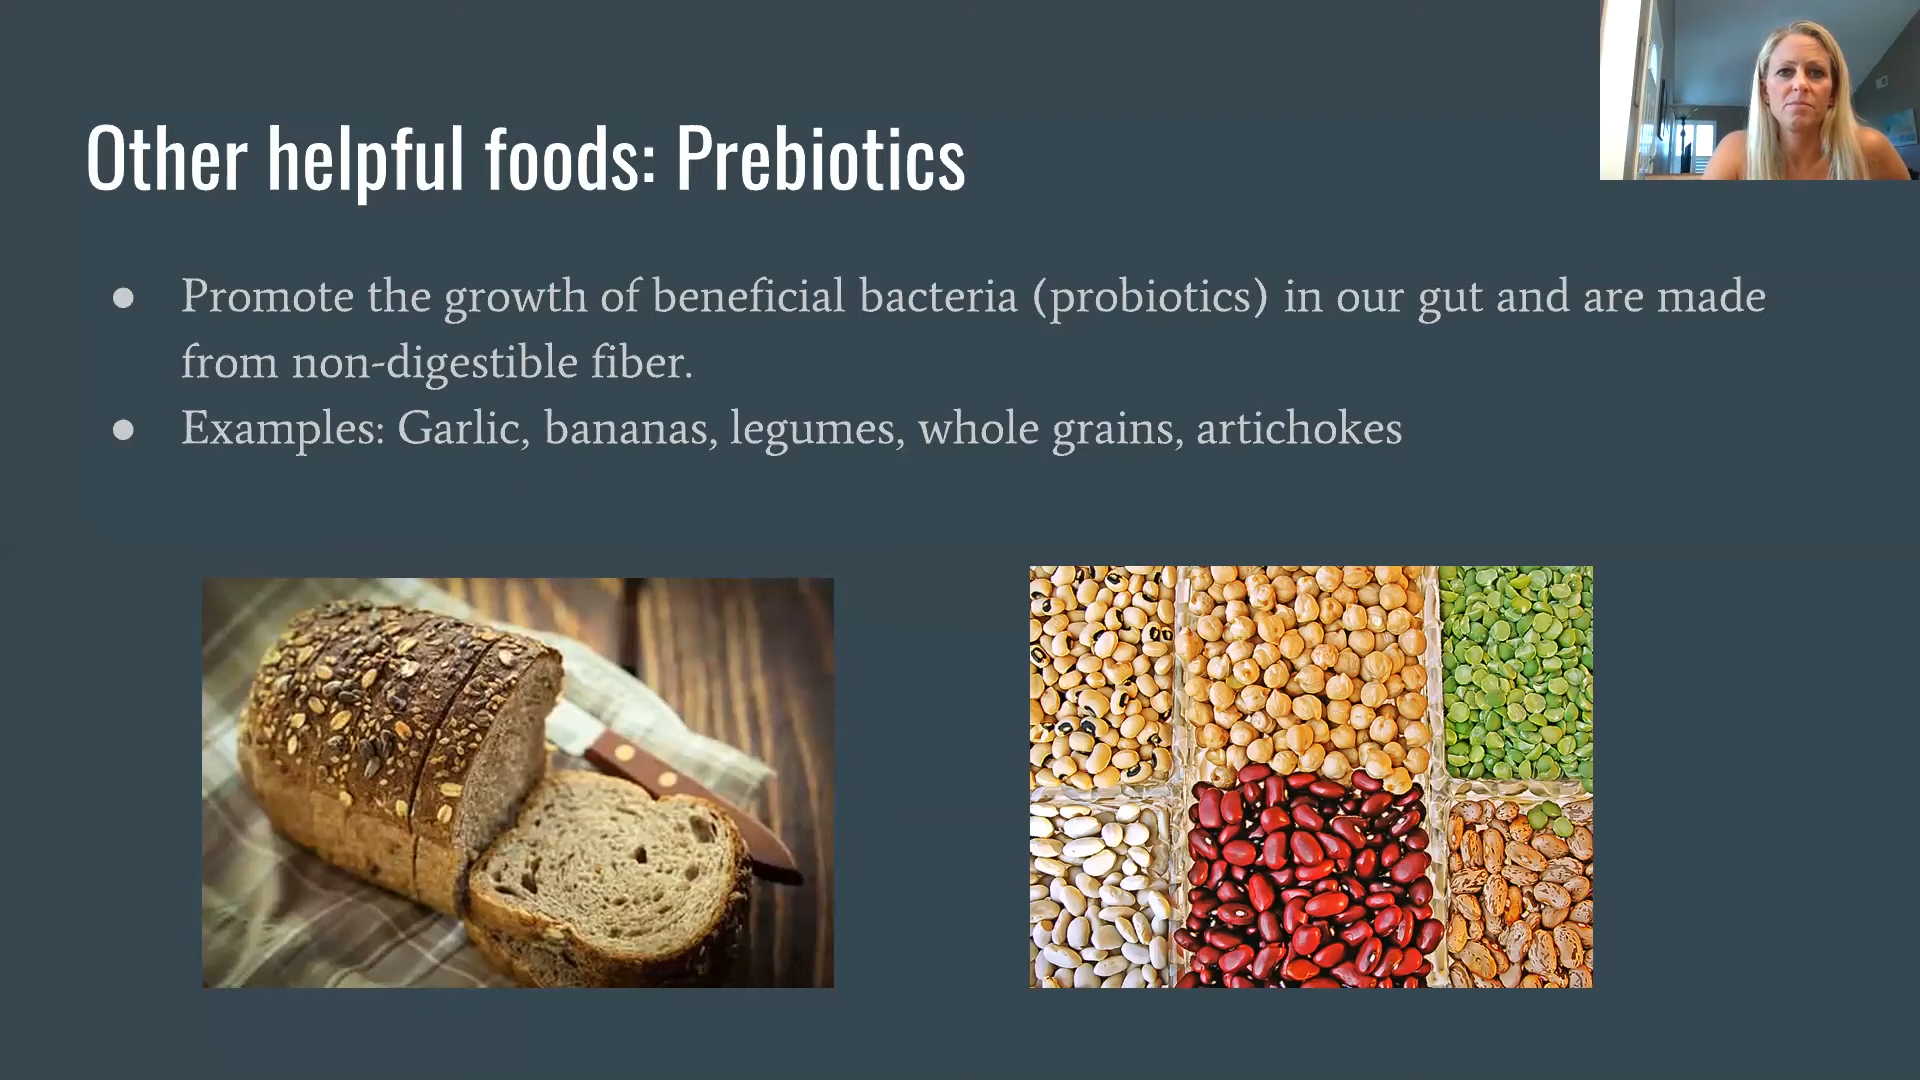 Other helpful foods: Prebiotics
● Promote the growth of beneficial bacteria (probiotics) in our gut and are made
from non-digestible fiber.
● Examples: Garlic, bananas, legumes, whole grains, artichokes